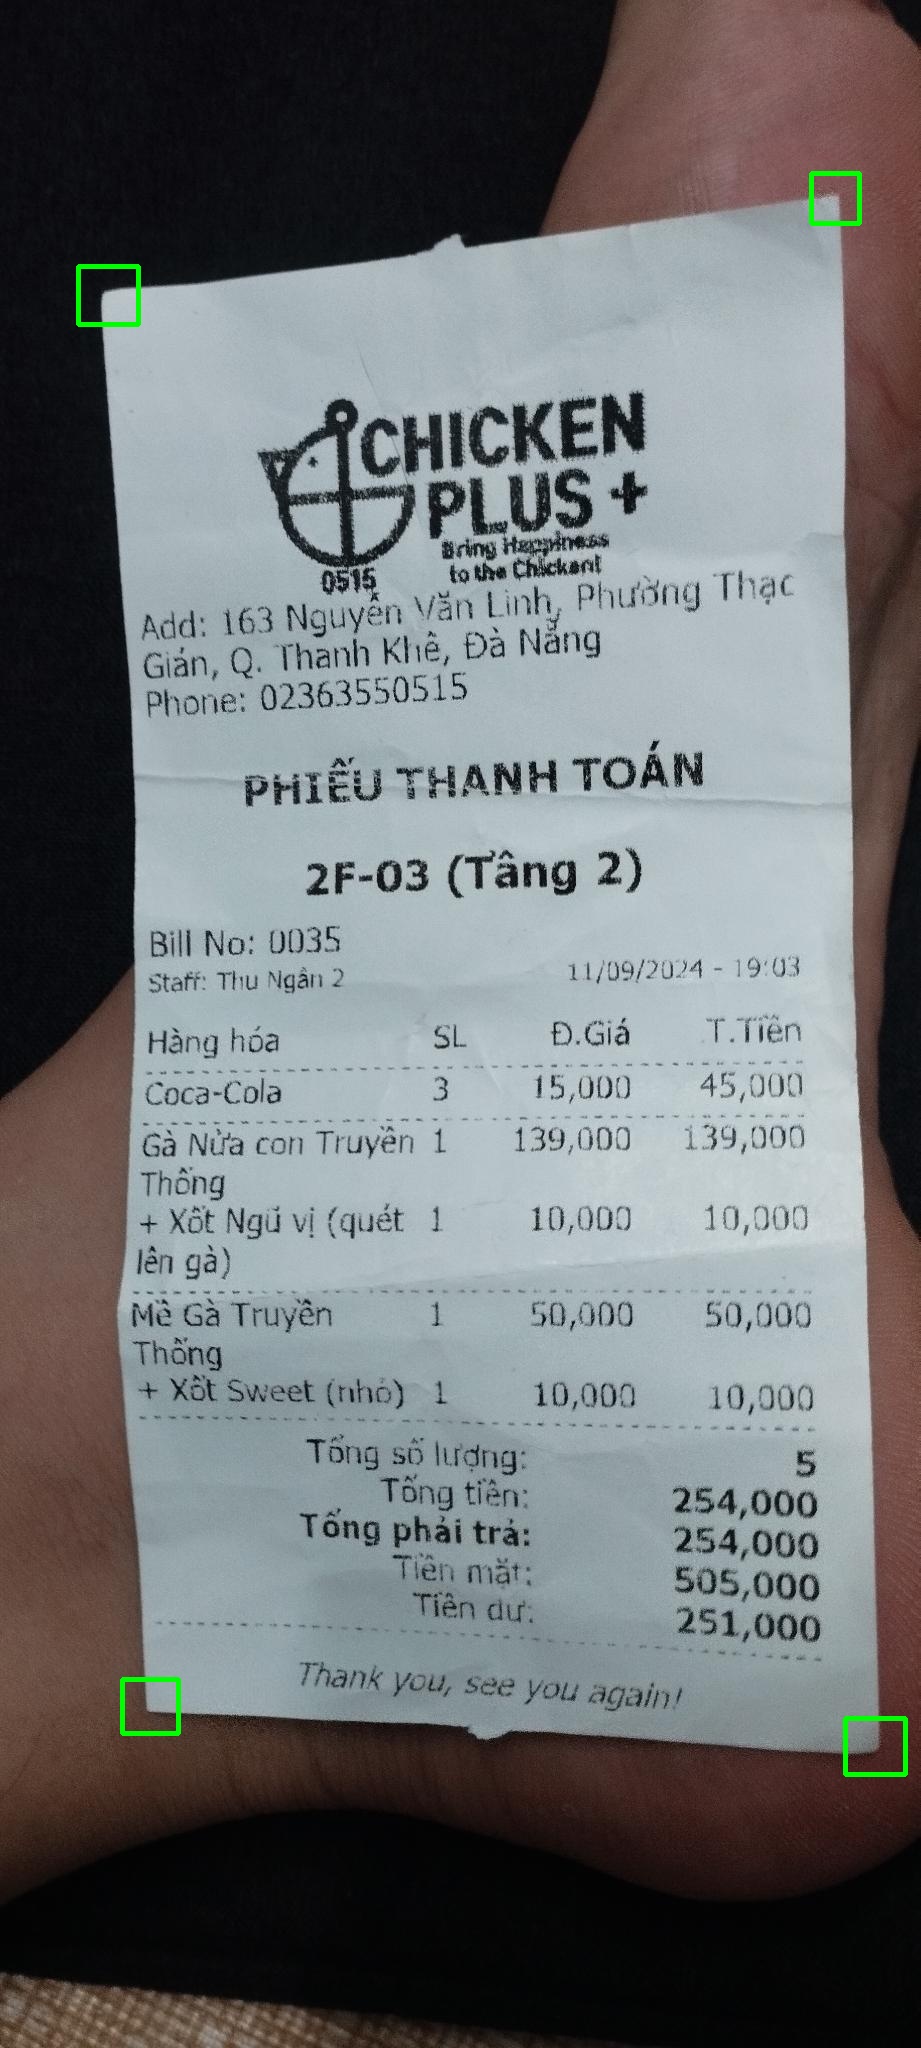 CHICKEN
PLUS +
Bring Happiness
to the Chicken!
0515
Add: 163 Nguyễn Văn Linh, Phường Thạc
Gián, Q. Thanh Khê, Đà Nẵng
Phone: 02363550515
PHIẾU THANH TOÁN
2F-03 (Tầng 2)
Bill No: 0035
Staff: Thu Ngân 2 11/09/2024 - 19:03
Hàng hóa SL Đ.Giá T.Tiền
Coca-Cola 3 15,000 45,000
Gà Nửa con Truyền 1 139,000 139,000
Thống
+ Xốt Ngũ vị (quét 1 10,000 10,000
lên gà)
Mề Gà Truyền 1 50,000 50,000
Thống
+ Xốt Sweet (nhỏ) 1 10,000 10,000
Tổng số lượng: 5
Tổng tiền: 254,000
Tổng phải trả: 254,000
Tiền mặt: 505,000
Tiền dư: 251,000
Thank you, see you again!